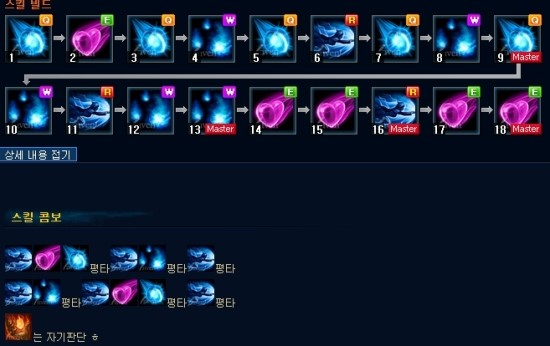 스킬 빌드
Q E Q W Q R Q W Q
1 2 3 4 5 6 7 8 9 Master
W R W W E E R E E
10 11 12 13 Master 14 15 16 Master 17 18 Master
상세 내용 접기
스킬 콤보
평타 평타 평타
평타 평타 평타
는 자기판단 ㅎ